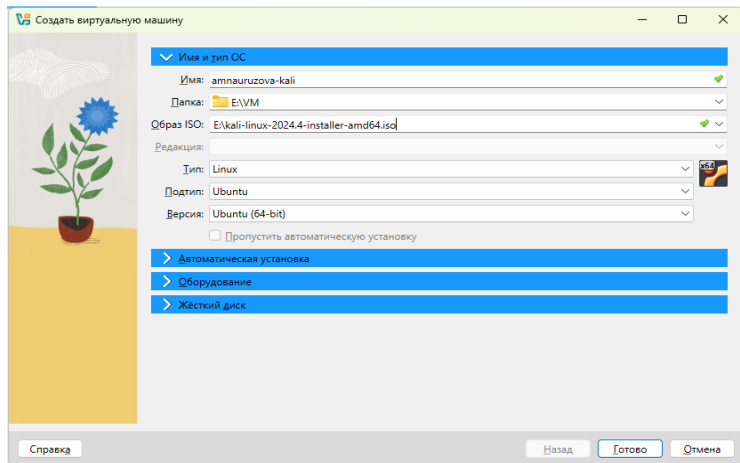 Создать виртуальную машину
Имя и тип ОС
Имя: amnauruzova-kali
Папка: E:\VM
Образ ISO: E:\kali-linux-2024.4-installer-amd64.iso
Редакция:
Тип: Linux
x64
Подтип: Ubuntu
Версия: Ubuntu (64-bit)
Пропустить автоматическую установку
Автоматическая установка
Оборудование
Жёсткий диск
Справка Назад Готово Отмена